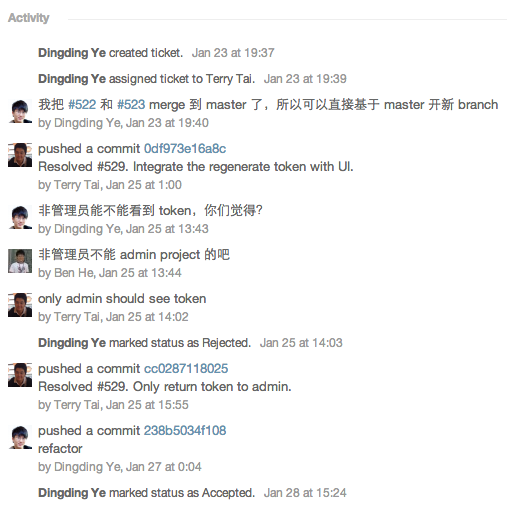 Activity
Dingding Ye created ticket. Jan 23 at 19:37
Dingding Ye assigned ticket to Terry Tai. Jan 23 at 19:39
我把 #522 和 #523 merge 到 master 了，所以可以直接基于 master 开新 branch
by Dingding Ye, Jan 23 at 19:40
pushed a commit 0df973e16a8c
Resolved #529. Integrate the regenerate token with UI.
by Terry Tai, Jan 25 at 1:00
非管理员能不能看到 token，你们觉得?
by Dingding Ye, Jan 25 at 13:43
非管理员不能 admin project 的吧
by Ben He, Jan 25 at 13:44
only admin should see token
by Terry Tai, Jan 25 at 14:02
Dingding Ye marked status as Rejected. Jan 25 at 14:03
pushed a commit cc0287118025
Resolved #529. Only return token to admin.
by Terry Tai, Jan 25 at 15:55
pushed a commit 238b5034f108
refactor
by Dingding Ye, Jan 27 at 0:04
Dingding Ye marked status as Accepted. Jan 28 at 15:24